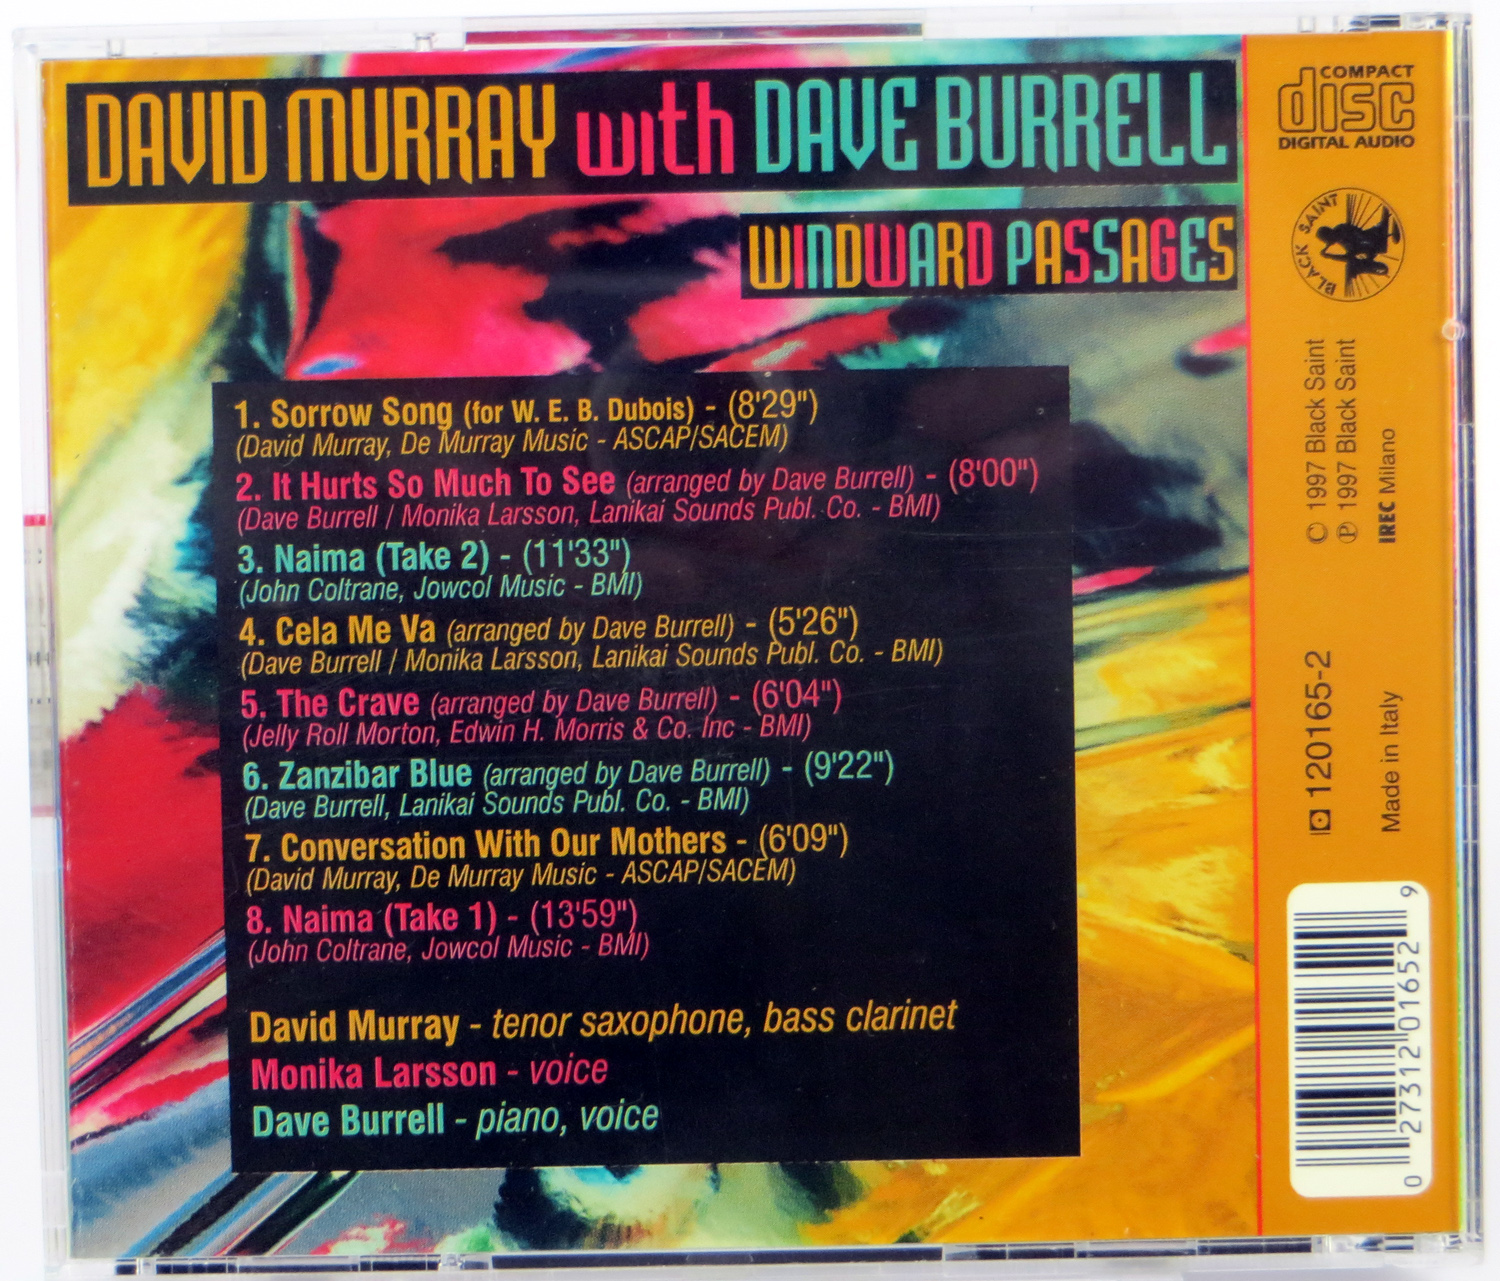 DAVID MURRAY with DAVE BURRELL
WINDWARD PASSAGES
1. Sorrow Song (for W. E. B. Dubois) - (8'29")
(David Murray, De Murray Music - ASCAP/SACEM)
2. It Hurts So Much To See (arranged by Dave Burrell) - (8'00")
(Dave Burrell / Monika Larsson, Lanikai Sounds Publ. Co. - BMI)
3. Naima (Take 2) - (11'33")
(John Coltrane, Jowcol Music - BMI)
4. Cela Me Va (arranged by Dave Burrell) - (5'26")
(Dave Burrell / Monika Larsson, Lanikai Sounds Publ. Co. - BMI)
5. The Crave (arranged by Dave Burrell) - (6'04")
(Jelly Roll Morton, Edwin H. Morris & Co. Inc - BMI)
6. Zanzibar Blue (arranged by Dave Burrell) - (9'22")
(Dave Burrell, Lanikai Sounds Publ. Co. - BMI)
7. Conversation With Our Mothers - (6'09")
(David Murray, De Murray Music - ASCAP/SACEM)
8. Naima (Take 1) - (13'59")
(John Coltrane, Jowcol Music - BMI)
David Murray - tenor saxophone, bass clarinet
Monika Larsson - voice
Dave Burrell - piano, voice
COMPACT
disc
DIGITAL AUDIO
BLACK SAINT
© 1997 Black Saint
℗ 1997 Black Saint
IREC Milano
120165-2
Made in Italy
0 27312 01652 9